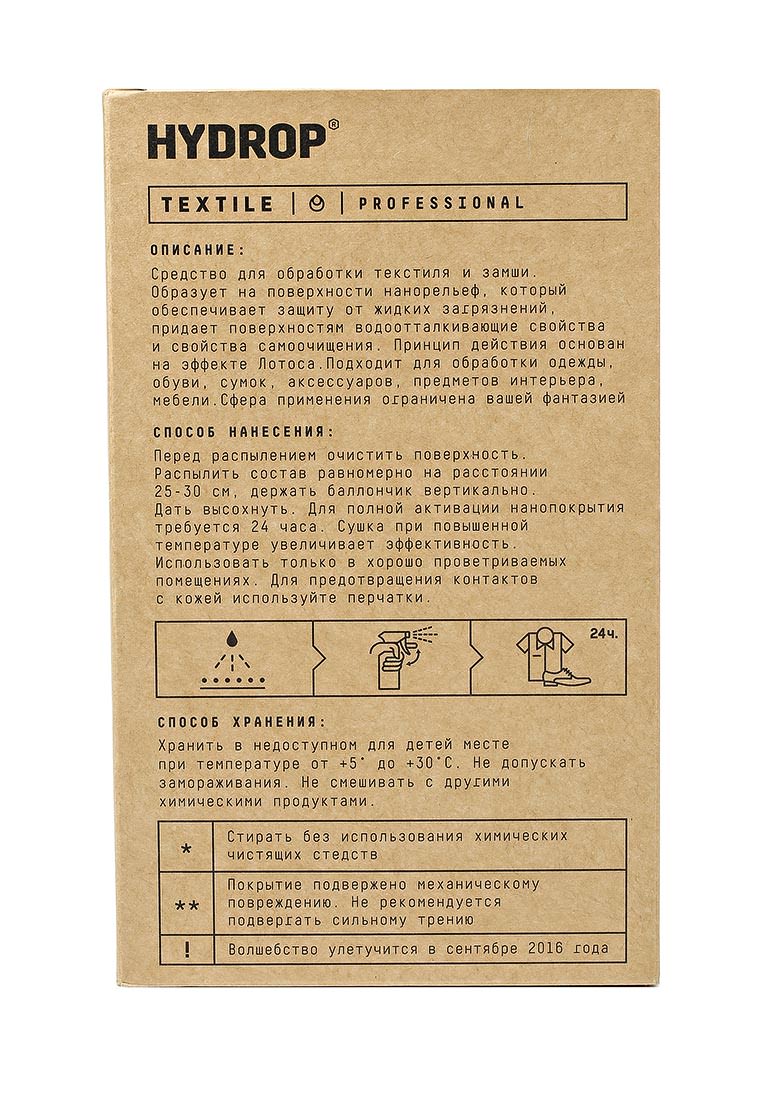 HYDROP®
TEXTILE | | PROFESSIONAL
ОПИСАНИЕ:
Средство для обработки текстиля и замши.
Образует на поверхности нанорельеф, который
обеспечивает защиту от жидких загрязнений,
придает поверхностям водоотталкивающие свойства
и свойства самоочищения. Принцип действия основан
на эффекте Лотоса.Подходит для обработки одежды,
обуви, сумок, аксессуаров, предметов интерьера,
мебели.Сфера применения ограничена вашей фантазией
СПОСОБ НАНЕСЕНИЯ:
Перед распылением очистить поверхность.
Распылить состав равномерно на расстоянии
25-30 см, держать баллончик вертикально.
Дать высохнуть. Для полной активации нанопокрытия
требуется 24 часа. Сушка при повышенной
температуре увеличивает эффективность.
Использовать только в хорошо проветриваемых
помещениях. Для предотвращения контактов
с кожей используйте перчатки.
24ч.
СПОСОБ ХРАНЕНИЯ:
Хранить в недоступном для детей месте
при температуре от +5° до +30°С. Не допускать
замораживания. Не смешивать с другими
химическими продуктами.
* Стирать без использования химических
чистящих стедств
** Покрытие подвержено механическому
повреждению. Не рекомендуется
подвергать сильному трению
! Волшебство улетучится в сентябре 2016 года